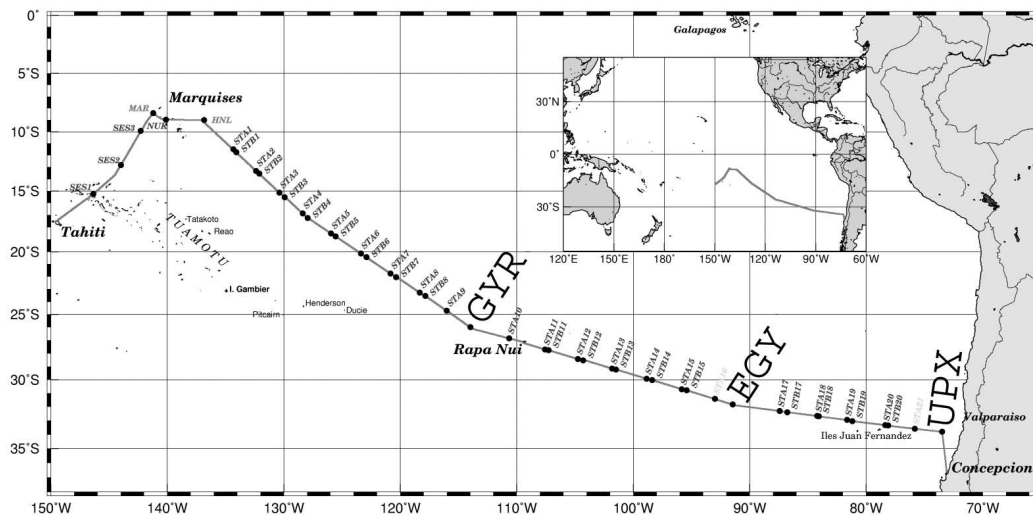 0°
5°S
10°S
15°S
20°S
25°S
30°S
35°S
150°W
140°W
130°W
120°W
110°W
100°W
90°W
80°W
70°W
Galapagos
30°N
0°
30°S
120°E
150°E
180°W
150°W
120°W
90°W
60°W
MAR
Marquises
NUK
HNL
SES3
SES2
SES1
Tahiti
TUAMOTU
Tatakoto
Reao
I. Gambier
Pitcairn
Henderson
Ducie
STA1
STB1
STA2
STB2
STA3
STB3
STA4
STB4
STA5
STB5
STA6
STB6
STA7
STB7
STA8
STB8
STA9
GYR
Rapa Nui
STA10
STA11
STB11
STA12
STB12
STA13
STB13
STA14
STB14
STA15
STB15
STA16
EGY
STA17
STB17
STA18
STB18
STA19
STB19
STA20
STB20
STA21
UPX
Iles Juan Fernandez
Valparaiso
Concepcion